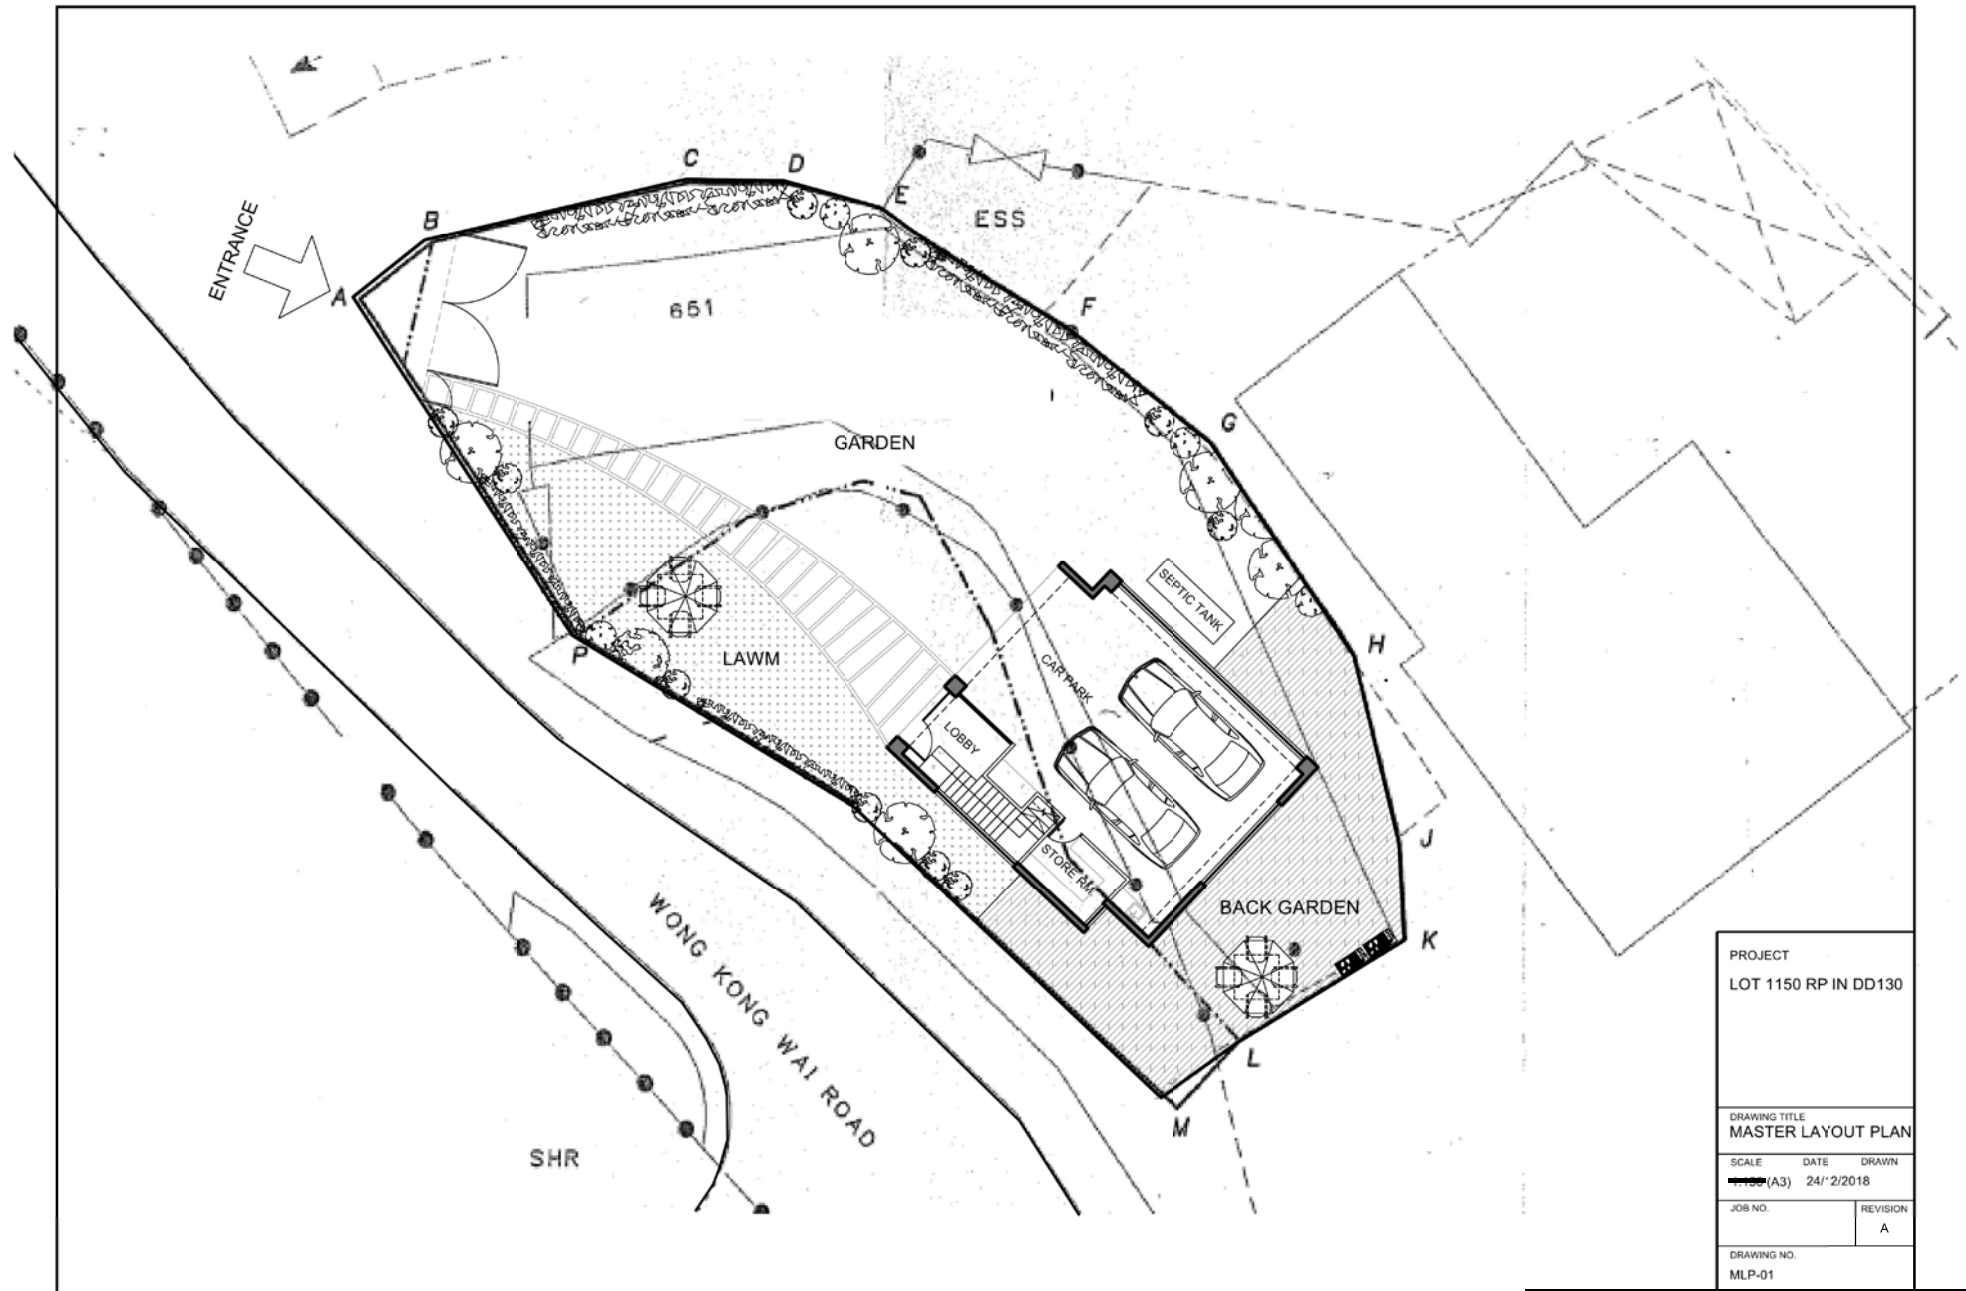 C
D
E
B
ENTRANCE
ESS
A
651
F
G
GARDEN
SEPTIC TANK
H
P
LAWM
CAR PARK
LOBBY
J
STORE RM
BACK GARDEN
K
WONG KONG WAI ROAD
L
M
SHR
PROJECT
LOT 1150 RP IN DD130
DRAWING TITLE
MASTER LAYOUT PLAN
SCALE DATE DRAWN
(A3) 24/12/2018
JOB NO. REVISION
A
DRAWING NO.
MLP-01